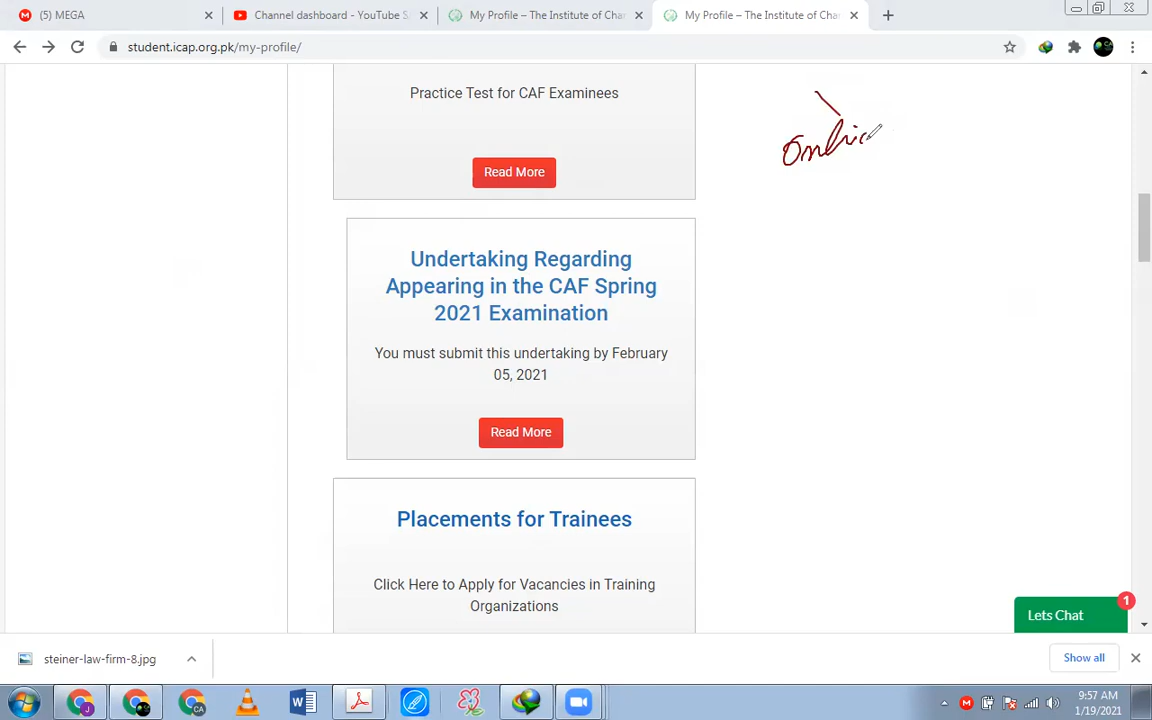 (5) MEGA
Channel dashboard - YouTube S
My Profile – The Institute of Cha
My Profile – The Institute of Cha
student.icap.org.pk/my-profile/
Practice Test for CAF Examinees
Read More
Undertaking Regarding
Appearing in the CAF Spring
2021 Examination
You must submit this undertaking by February
05, 2021
Read More
Placements for Trainees
Click Here to Apply for Vacancies in Training
Organizations
Lets Chat
1
steiner-law-firm-8.jpg
Show all
9:57 AM
1/19/2021